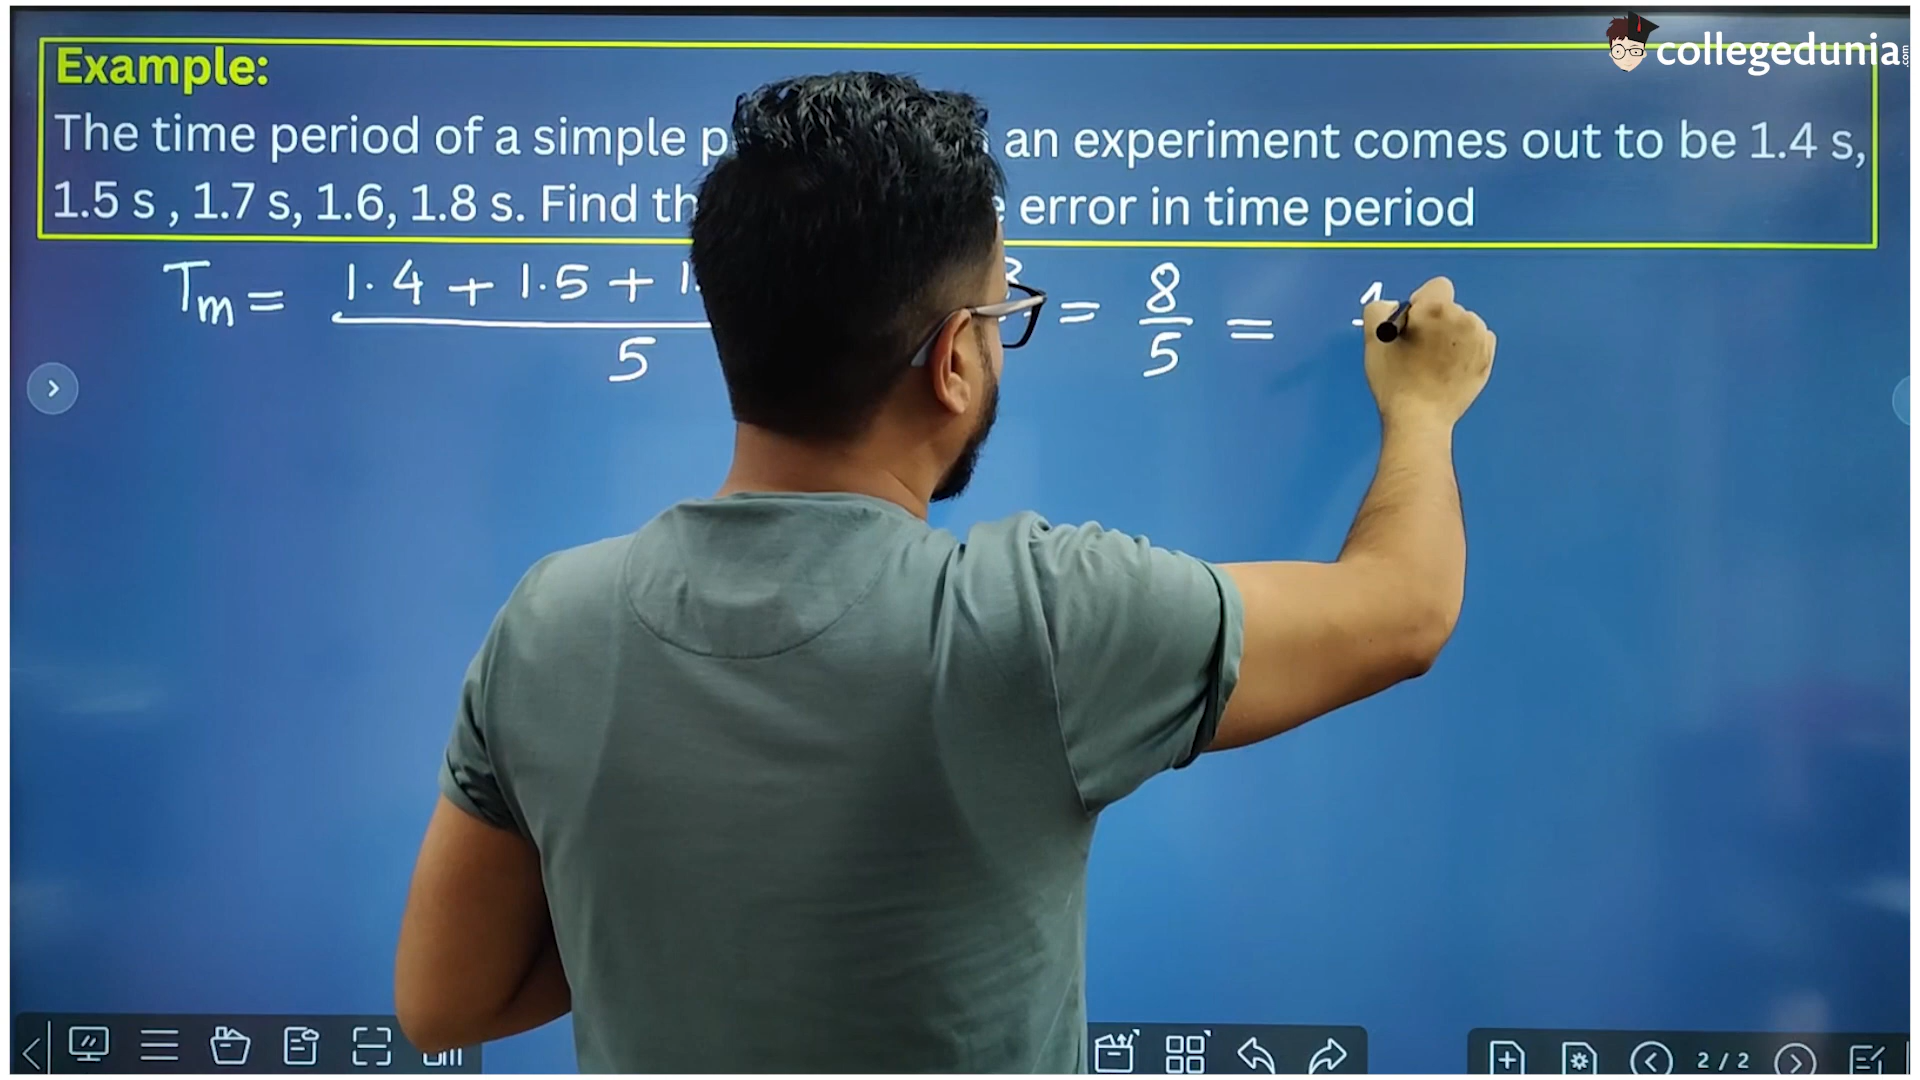 collegedunia
.com
Example:
The time period of a simple p an experiment comes out to be 1.4 s,
1.5 s , 1.7 s, 1.6, 1.8 s. Find th e error in time period
Tm = 1.4 + 1.5 + 1. = 8 =
5 5
2 / 2